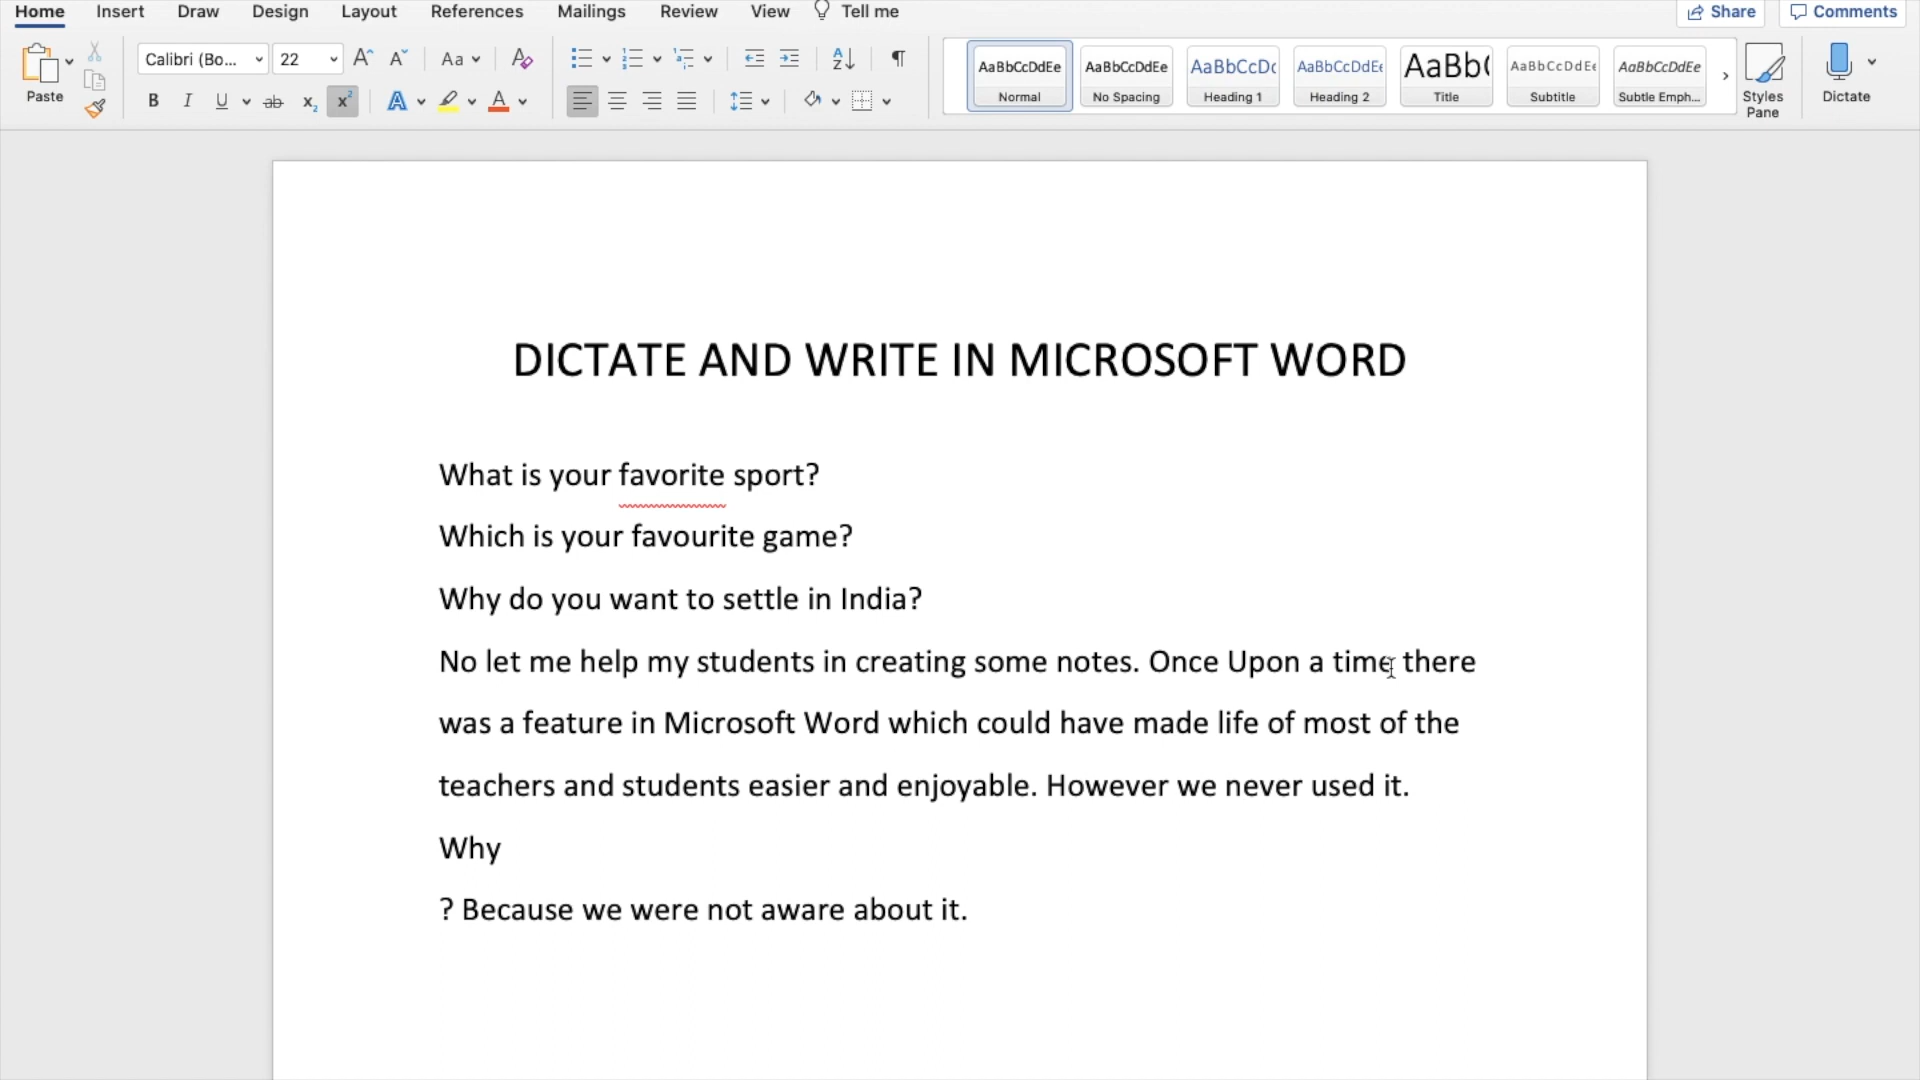 Home Insert Draw Design Layout References Mailings Review View Tell me Share Comments
Calibri (Bo... 22 Aa
Paste
B I U ab x₂ x² A A
AaBbCcDdEe AaBbCcDdEe AaBbCcDc AaBbCcDdEe AaBb( AaBbCcDdEe AaBbCcDdEe
Normal No Spacing Heading 1 Heading 2 Title Subtitle Subtle Emph...
Styles Pane Dictate
DICTATE AND WRITE IN MICROSOFT WORD
What is your favorite sport?
Which is your favourite game?
Why do you want to settle in India?
No let me help my students in creating some notes. Once Upon a time there
was a feature in Microsoft Word which could have made life of most of the
teachers and students easier and enjoyable. However we never used it.
Why
? Because we were not aware about it.